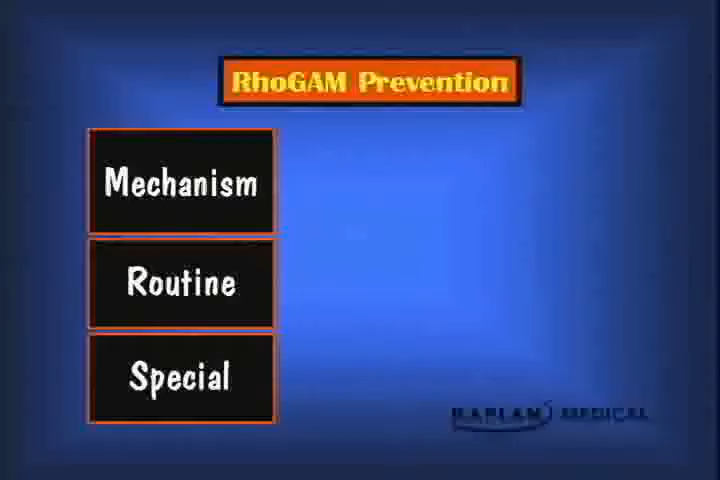 RhoGAM Prevention
Mechanism
Routine
Special
KAPLAN MEDICAL